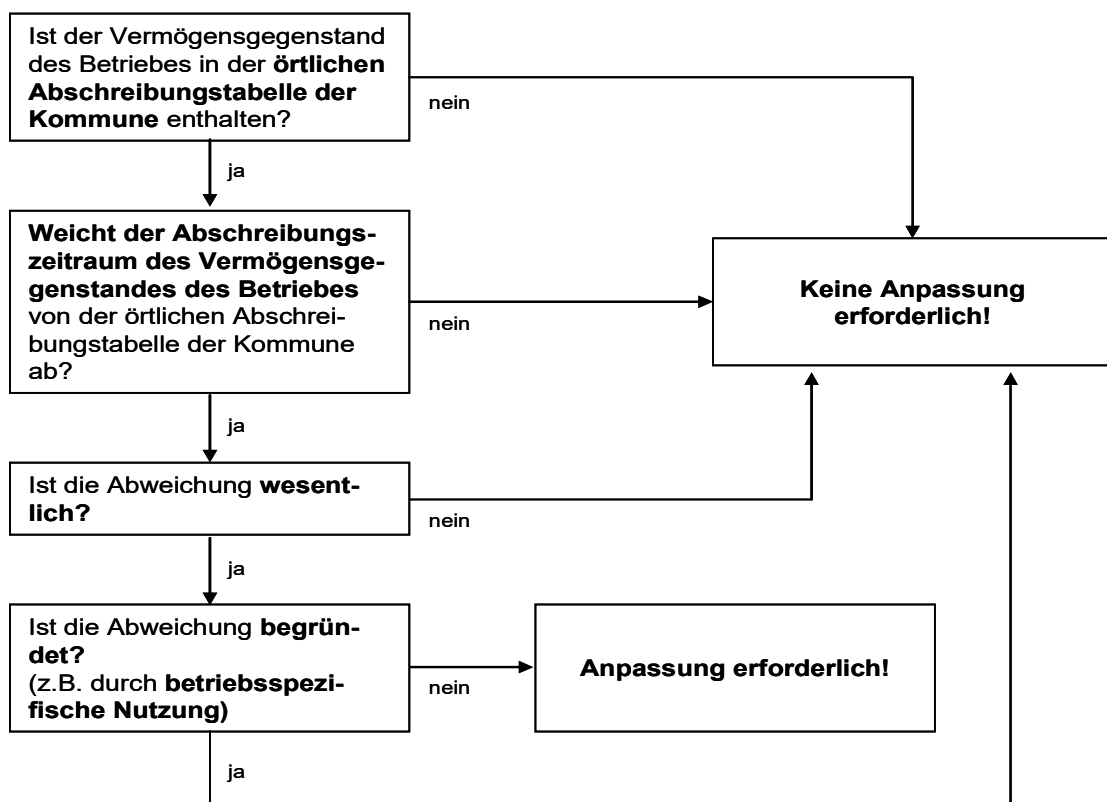 Ist der Vermögensgegenstand
des Betriebes in der örtlichen
Abschreibungstabelle der
Kommune enthalten?
nein
ja
Weicht der Abschreibungs-
zeitraum des Vermögensge-
genstandes des Betriebes
von der örtlichen Abschrei-
bungstabelle der Kommune
ab?
nein
Keine Anpassung
erforderlich!
ja
Ist die Abweichung wesent-
lich?
nein
ja
Ist die Abweichung begrün-
det?
(z.B. durch betriebsspezi-
fische Nutzung)
nein
Anpassung erforderlich!
ja